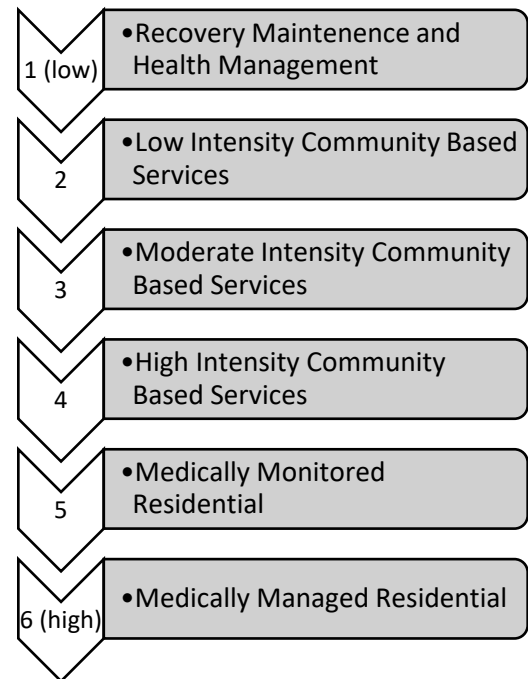 1 (low)
•Recovery Maintenence and
Health Management
2
•Low Intensity Community Based
Services
3
•Moderate Intensity Community
Based Services
4
•High Intensity Community
Based Services
5
•Medically Monitored
Residential
6 (high)
•Medically Managed Residential